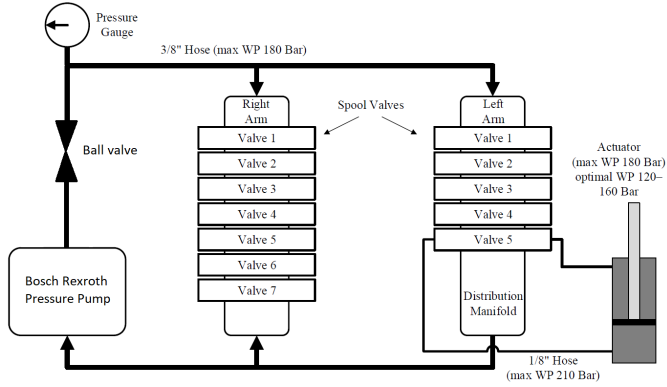 Pressure
Gauge
3/8" Hose (max WP 180 Bar)
Right
Arm
Spool Valves
Left
Arm
Ball valve
Actuator
(max WP 180 Bar)
optimal WP 120–
160 Bar
Valve 1
Valve 2
Valve 3
Valve 4
Valve 5
Valve 6
Valve 7
Valve 1
Valve 2
Valve 3
Valve 4
Valve 5
Bosch Rexroth
Pressure Pump
Distribution
Manifold
1/8" Hose
(max WP 210 Bar)